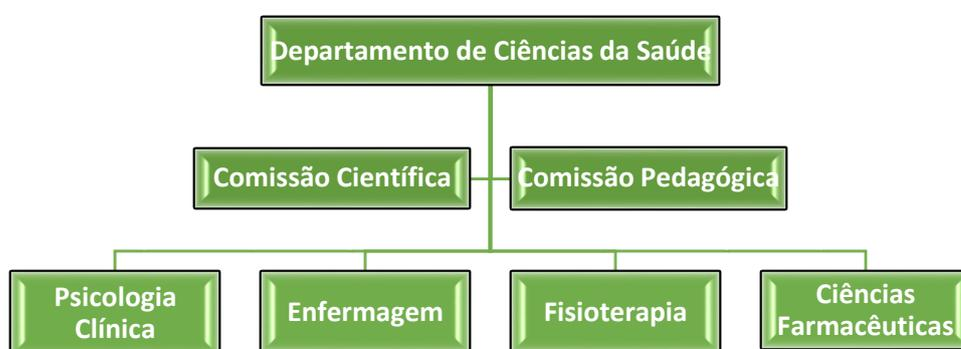 Departamento de Ciências da Saúde
Comissão Científica
Comissão Pedagógica
Psicologia
Clínica
Enfermagem
Fisioterapia
Ciências
Farmacêuticas